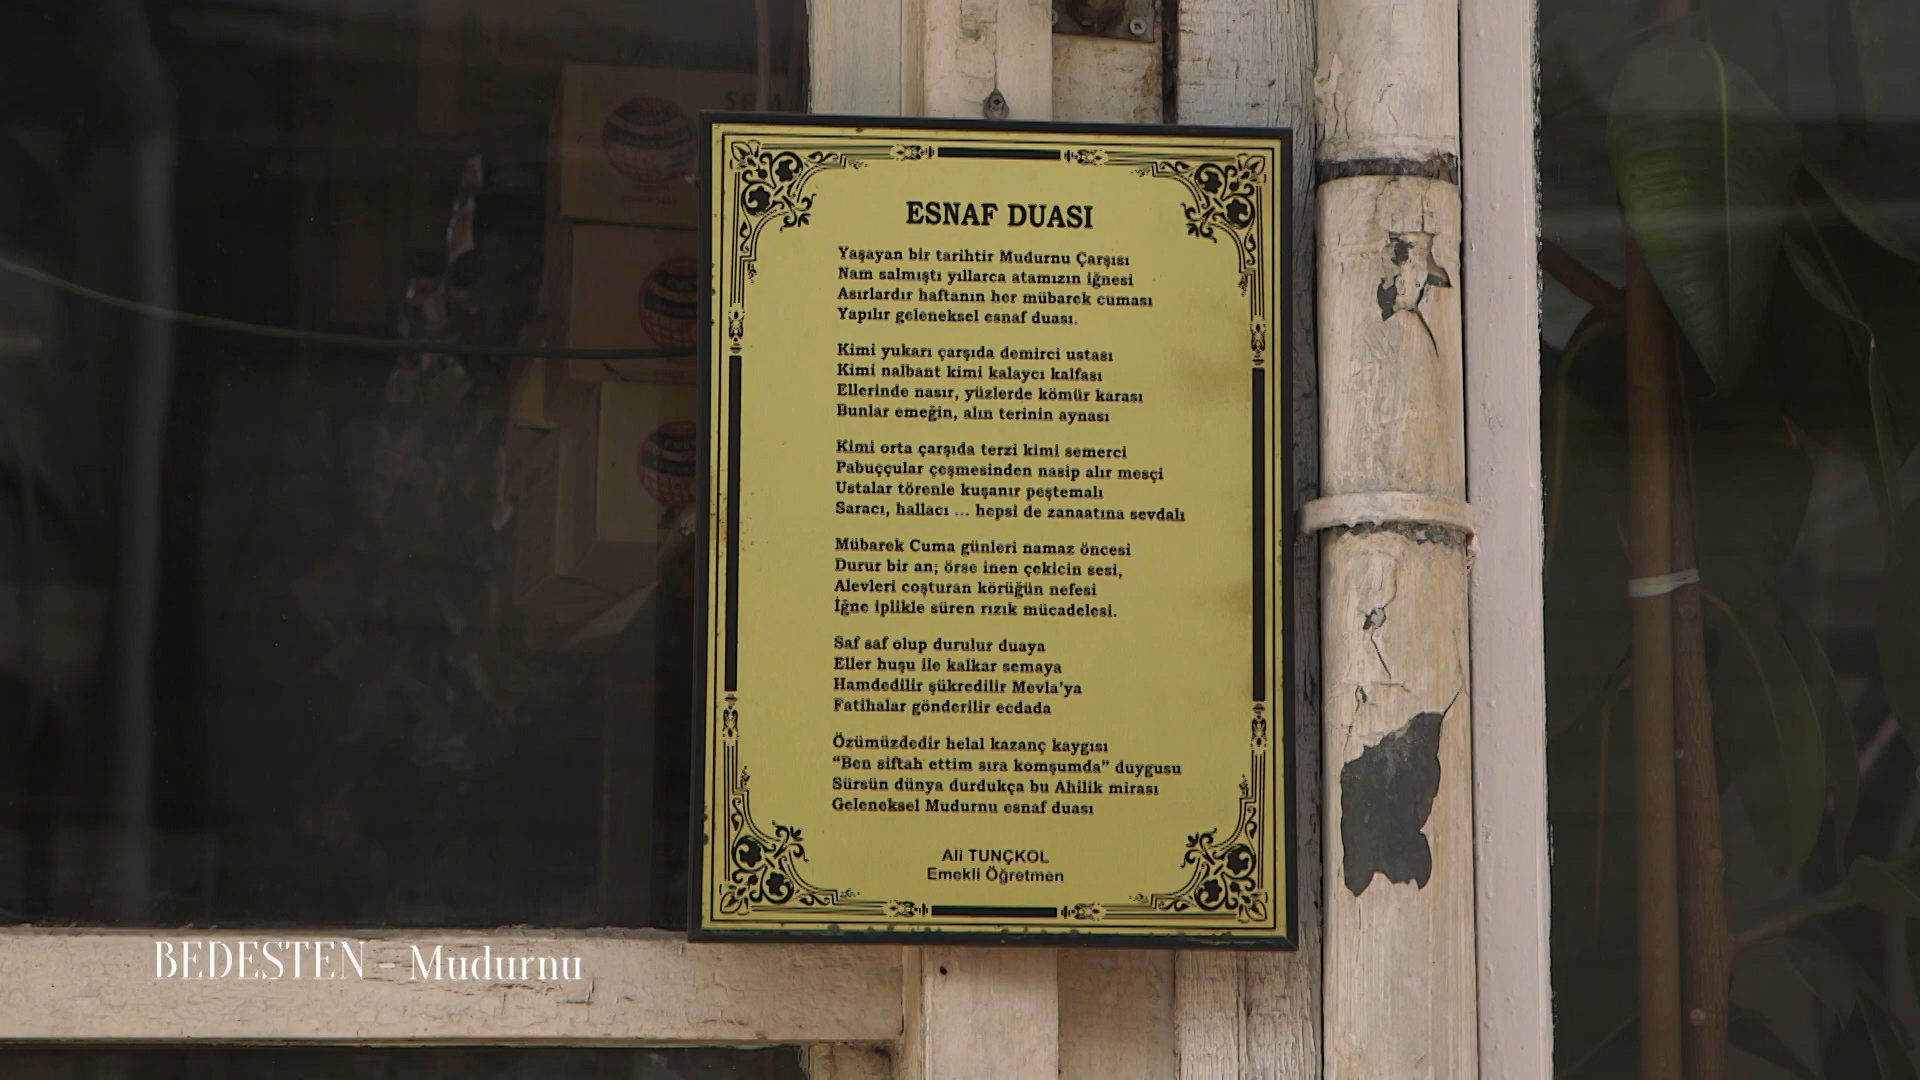 ESNAF DUASI
Yaşayan bir tarihtir Mudurnu Çarşısı
Nam salmıştı yıllarca atamızın iğnesi
Asırlardır haftanın her mübarek cuması
Yapılır geleneksel esnaf duası.
Kimi yukarı çarşıda demirci ustası
Kimi nalbant kimi kalaycı kalfası
Ellerinde nasır, yüzlerde kömür karası
Bunlar emeğin, alın terinin aynası
Kimi orta çarşıda terzi kimi semerci
Pabuççular çeşmesinden nasip alır mesçi
Ustalar törenle kuşanır peştemalı
Saracı, hallacı ... hepsi de zanaatına sevdalı
Mübarek Cuma günleri namaz öncesi
Durur bir an; örse inen çekicin sesi,
Alevleri coşturan körüğün nefesi
İğne iplikle süren rızık mücadelesi.
Saf saf olup durulur duaya
Eller huşu ile kalkar semaya
Hamdedilir şükredilir Mevla'ya
Fatihalar gönderilir ecdada
Özümüzdedir helal kazanç kaygısı
“Ben siftah ettim sıra komşumda” duygusu
Sürsün dünya durdukça bu Ahilik mirası
Geleneksel Mudurnu esnaf duası
Ali TUNÇKOL
Emekli Öğretmen
BEDESTEN - Mudurnu